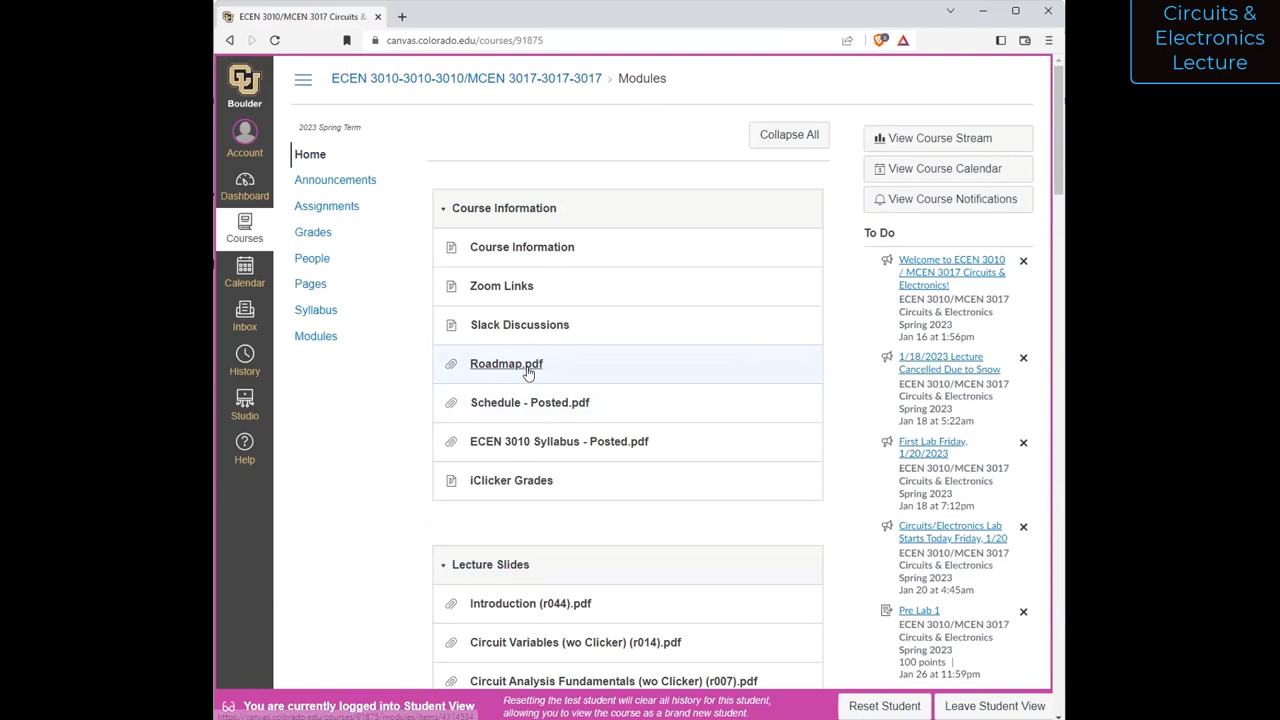 Circuits &
Electronics
Lecture
ECEN 3010/MCEN 3017 Circuits &
canvas.colorado.edu/courses/91875
Boulder
Account
Dashboard
Courses
Calendar
Inbox
History
Studio
Help
ECEN 3010-3010-3010/MCEN 3017-3017-3017 › Modules
2023 Spring Term
Home
Announcements
Assignments
Grades
People
Pages
Syllabus
Modules
Collapse All
Course Information
Course Information
Zoom Links
Slack Discussions
Roadmap.pdf
Schedule - Posted.pdf
ECEN 3010 Syllabus - Posted.pdf
iClicker Grades
Lecture Slides
Introduction (r044).pdf
Circuit Variables (wo Clicker) (r014).pdf
Circuit Analysis Fundamentals (wo Clicker) (r007).pdf
View Course Stream
View Course Calendar
View Course Notifications
To Do
Welcome to ECEN 3010
/ MCEN 3017 Circuits &
Electronics!
ECEN 3010/MCEN 3017
Circuits & Electronics
Spring 2023
Jan 16 at 1:56pm
1/18/2023 Lecture
Cancelled Due to Snow
ECEN 3010/MCEN 3017
Circuits & Electronics
Spring 2023
Jan 18 at 5:22am
First Lab Friday,
1/20/2023
ECEN 3010/MCEN 3017
Circuits & Electronics
Spring 2023
Jan 18 at 7:12pm
Circuits/Electronics Lab
Starts Today Friday, 1/20
ECEN 3010/MCEN 3017
Circuits & Electronics
Spring 2023
Jan 20 at 4:45am
Pre Lab 1
ECEN 3010/MCEN 3017
Circuits & Electronics
Spring 2023
100 points |
Jan 26 at 11:59pm
You are currently logged into Student View
Resetting the test student will clear all history for this student,
allowing you to view the course as a brand new student.
Reset Student
Leave Student View
https://canvas.colorado.edu/courses/91875/modules/items/4314534